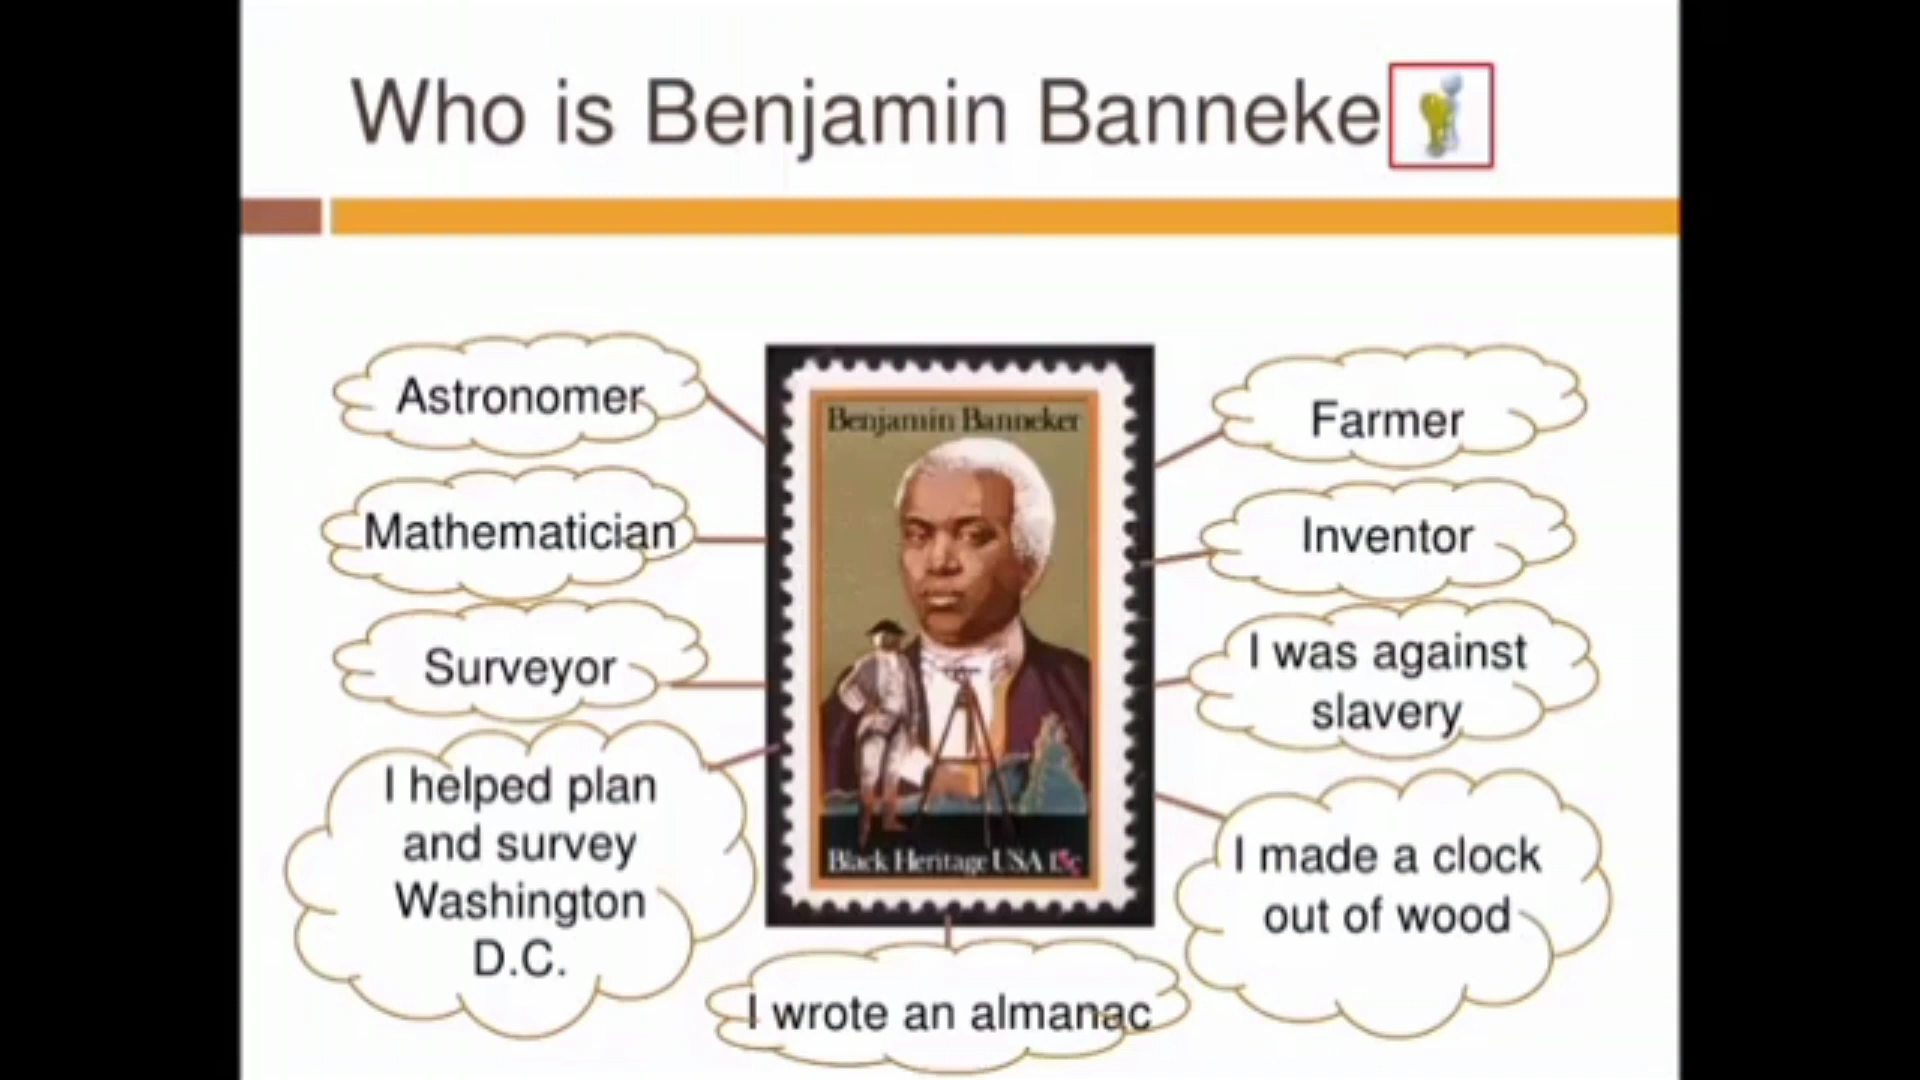 Who is Benjamin Banneke
Astronomer
Mathematician
Surveyor
I helped plan
and survey
Washington
D.C.
Benjamin Banneker
Black Heritage USA 15c
I wrote an almanac
Farmer
Inventor
I was against
slavery
I made a clock
out of wood